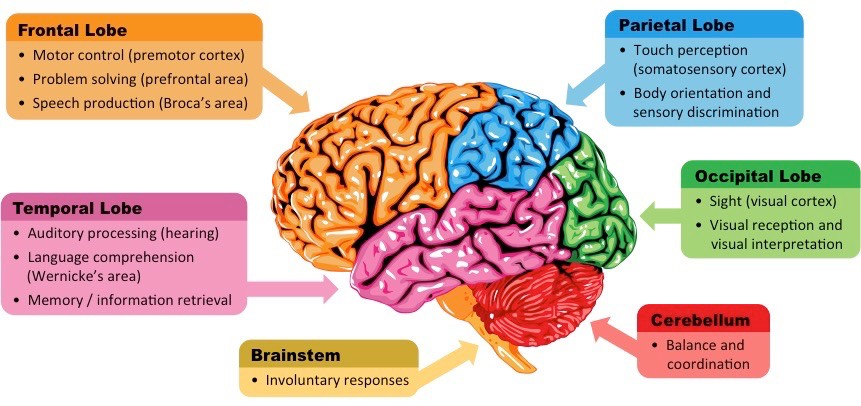 Frontal Lobe
• Motor control (premotor cortex)
• Problem solving (prefrontal area)
• Speech production (Broca's area)
Parietal Lobe
• Touch perception
(somatosensory cortex)
• Body orientation and
sensory discrimination
Temporal Lobe
• Auditory processing (hearing)
• Language comprehension
(Wernicke's area)
• Memory / information retrieval
Occipital Lobe
• Sight (visual cortex)
• Visual reception and
visual interpretation
Brainstem
• Involuntary responses
Cerebellum
• Balance and
coordination